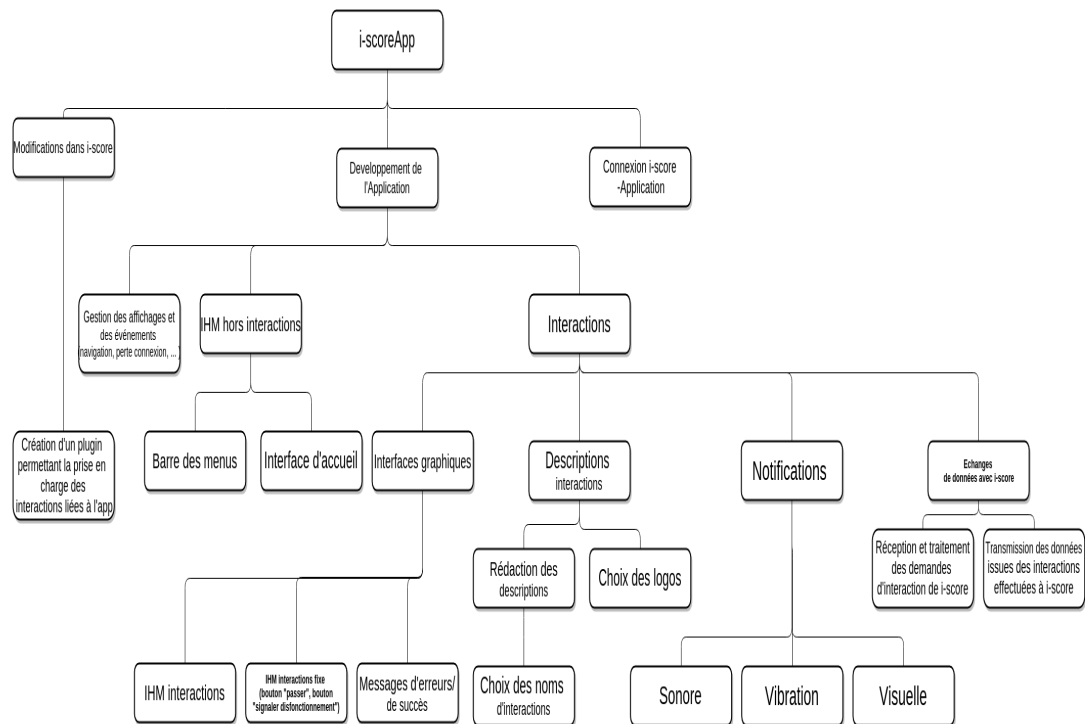 i-scoreApp
Modifications dans i-score
Developpement de
l'Application
Connexion i-score
-Application
Gestion des affichages et
des événements
navigation, perte connexion, ... )
IHM hors interactions
Interactions
Création d'un plugin
permettant la prise en
charge des
interactions liées à l'app
Barre des menus
Interface d'accueil
Interfaces graphiques
Descriptions
interactions
Notifications
Echanges
de données avec i-score
Rédaction des
descriptions
Choix des logos
Réception et traitement
des demandes
d'interaction de i-score
Transmission des données
issues des interactions
effectuées à i-score
IHM interactions
IHM interactions fixe
(bouton "passer", bouton
"signaler disfonctionnement")
Messages d'erreurs/
de succès
Choix des noms
d'interactions
Sonore
Vibration
Visuelle